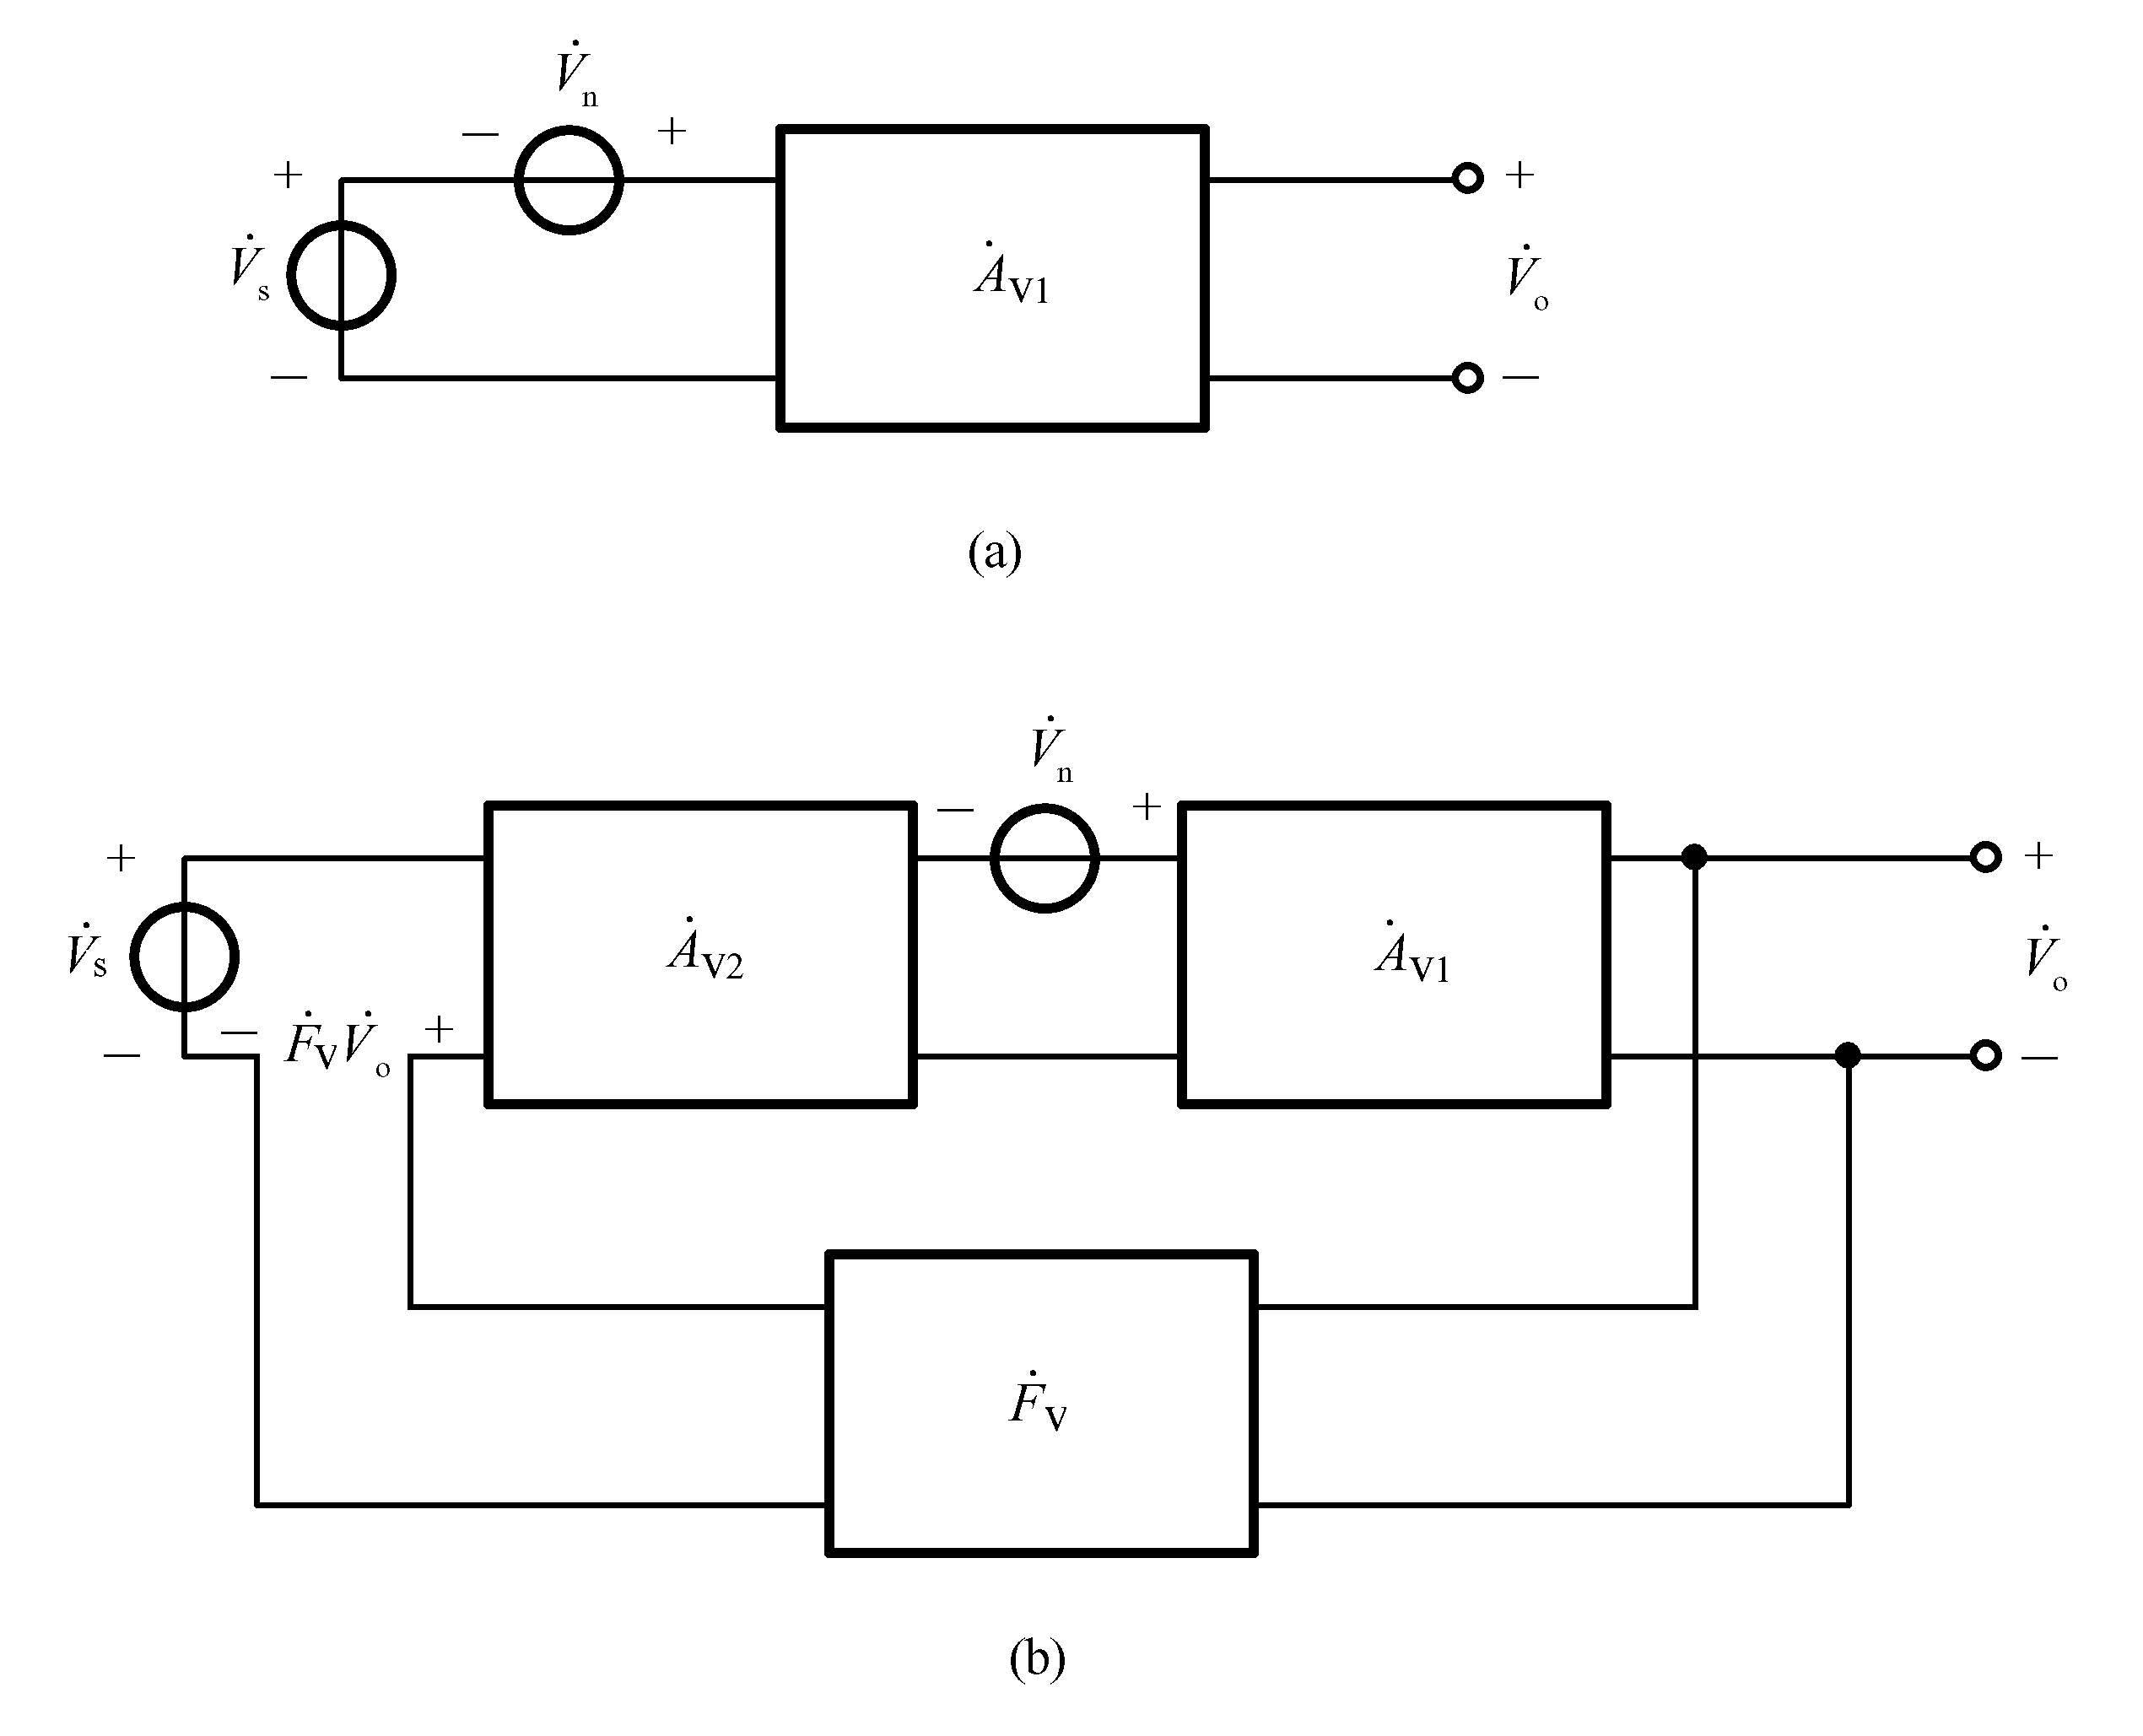 V̇n
− +
+ +
V̇s ȦV1 V̇o
− −
(a)
V̇n
− +
+ +
V̇s ȦV2 ȦV1 V̇o
− − ḞVV̇o + −
ḞV
(b)